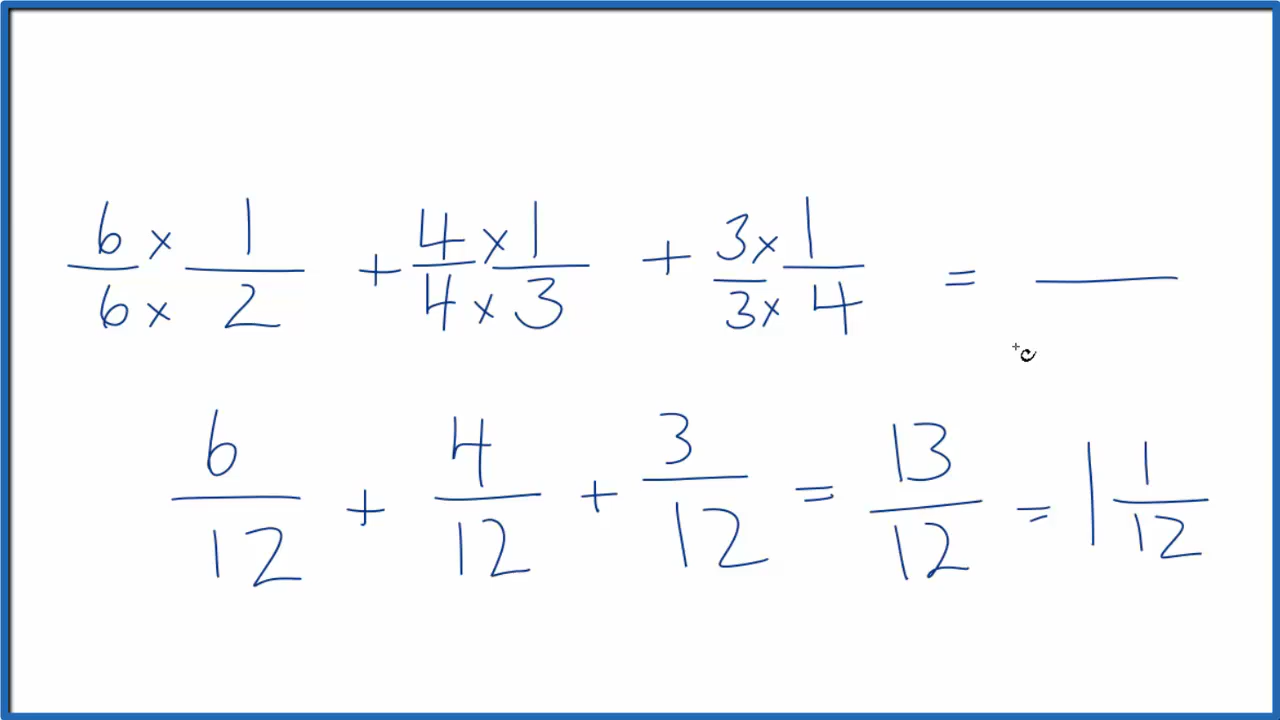 6 × 1 / 6 × 2 + 4 × 1 / 4 × 3 + 3 × 1 / 3 × 4 = ―
6/12 + 4/12 + 3/12 = 13/12 = 1 1/12